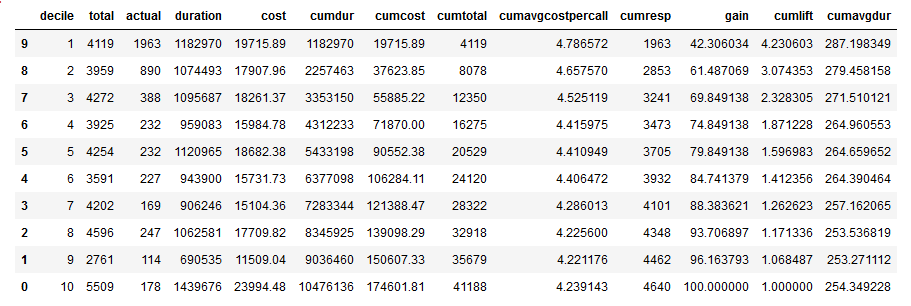 decile total actual duration cost cumdur cumcost cumtotal cumavgcostpercall cumresp gain cumlift cumavgdur
9 1 4119 1963 1182970 19715.89 1182970 19715.89 4119 4.786572 1963 42.306034 4.230603 287.198349
8 2 3959 890 1074493 17907.96 2257463 37623.85 8078 4.657570 2853 61.487069 3.074353 279.458158
7 3 4272 388 1095687 18261.37 3353150 55885.22 12350 4.525119 3241 69.849138 2.328305 271.510121
6 4 3925 232 959083 15984.78 4312233 71870.00 16275 4.415975 3473 74.849138 1.871228 264.960553
5 5 4254 232 1120965 18682.38 5433198 90552.38 20529 4.410949 3705 79.849138 1.596983 264.659652
4 6 3591 227 943900 15731.73 6377098 106284.11 24120 4.406472 3932 84.741379 1.412356 264.390464
3 7 4202 169 906246 15104.36 7283344 121388.47 28322 4.286013 4101 88.383621 1.262623 257.162065
2 8 4596 247 1062581 17709.82 8345925 139098.29 32918 4.225600 4348 93.706897 1.171336 253.536819
1 9 2761 114 690535 11509.04 9036460 150607.33 35679 4.221176 4462 96.163793 1.068487 253.271112
0 10 5509 178 1439676 23994.48 10476136 174601.81 41188 4.239143 4640 100.000000 1.000000 254.349228